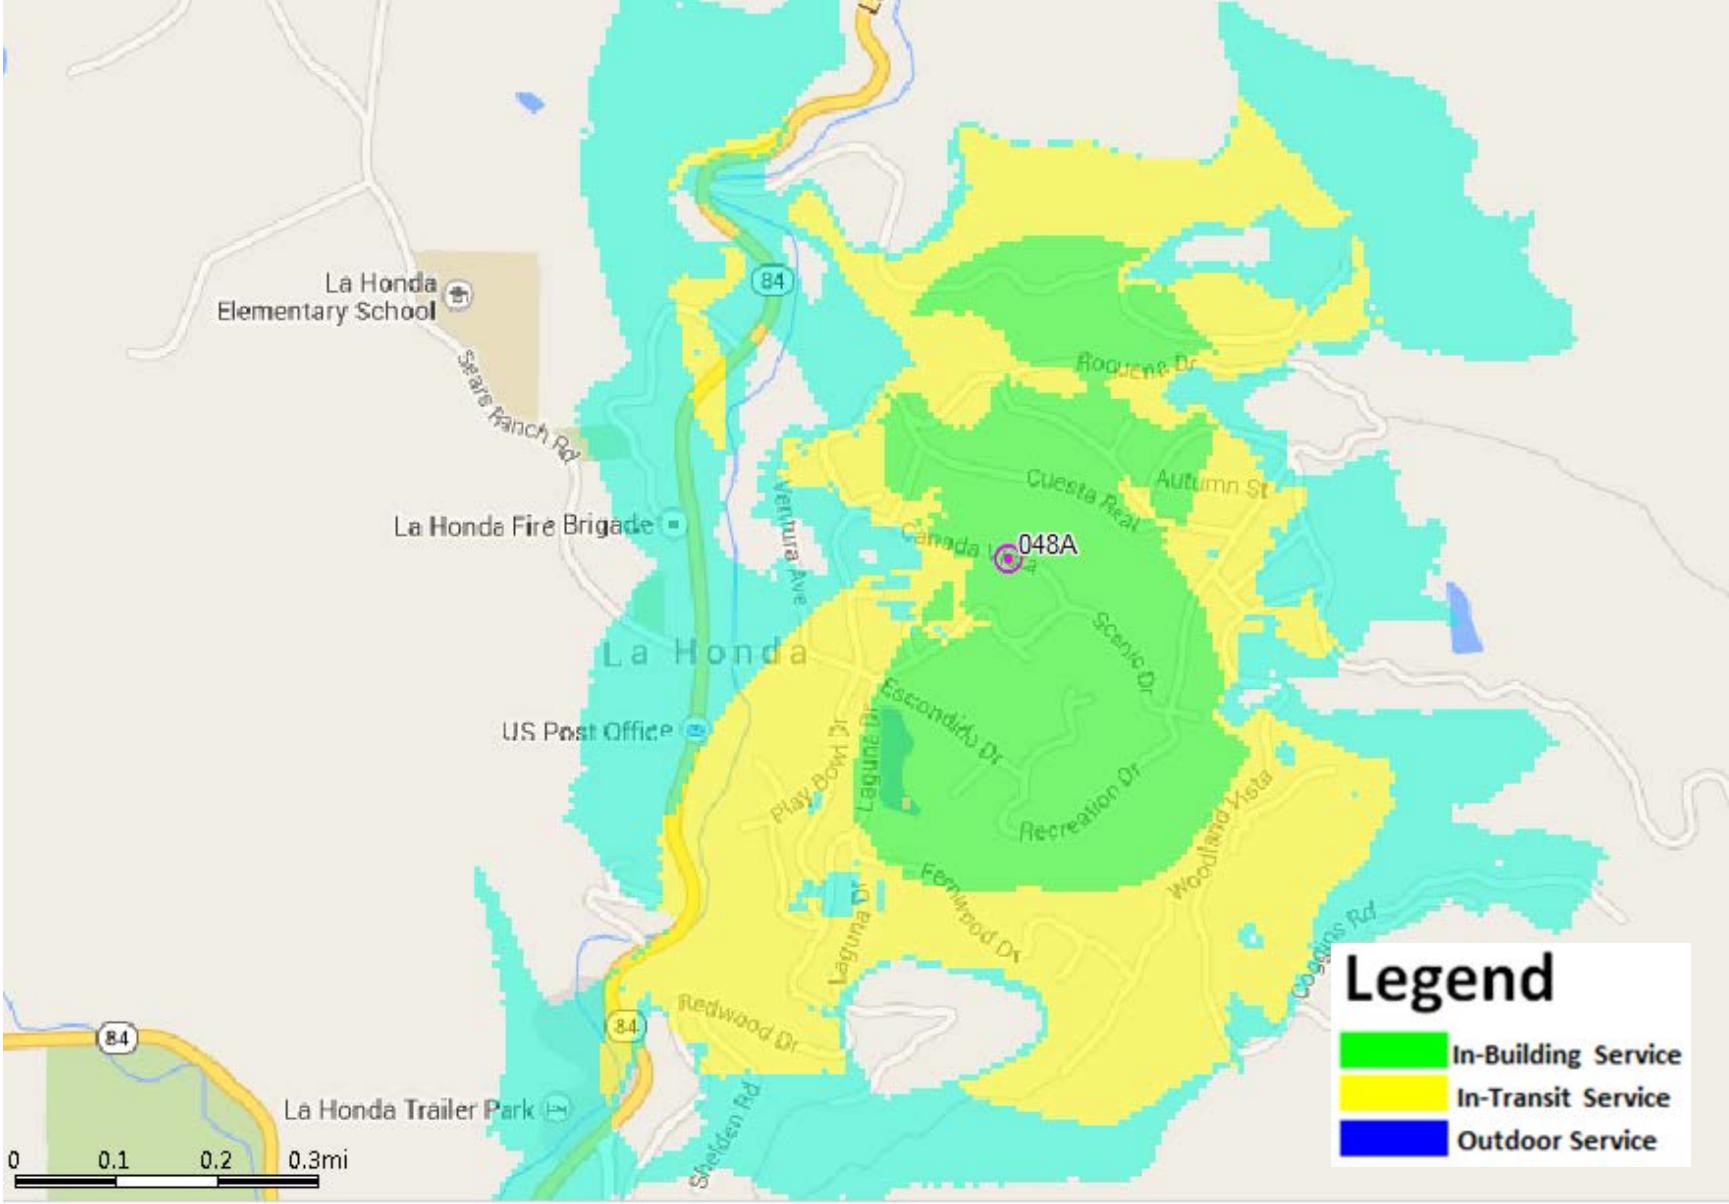 84
La Honda
Elementary School
Roquena Dr
Sears Ranch Rd
Cuesta Real
Autumn St
La Honda Fire Brigade
Ventura Ave
Canada
048A
Scenic Dr
La Honda
Escondido Dr
US Post Office
Laguna Dr
Play Bowl Dr
Woodland Vista
Recreation Dr
Fernwood Dr
Laguna Dr
Coggins Rd
Legend
In-Building Service
In-Transit Service
Outdoor Service
Redwood Dr
84
84
La Honda Trailer Park
Shelden Rd
0 0.1 0.2 0.3mi